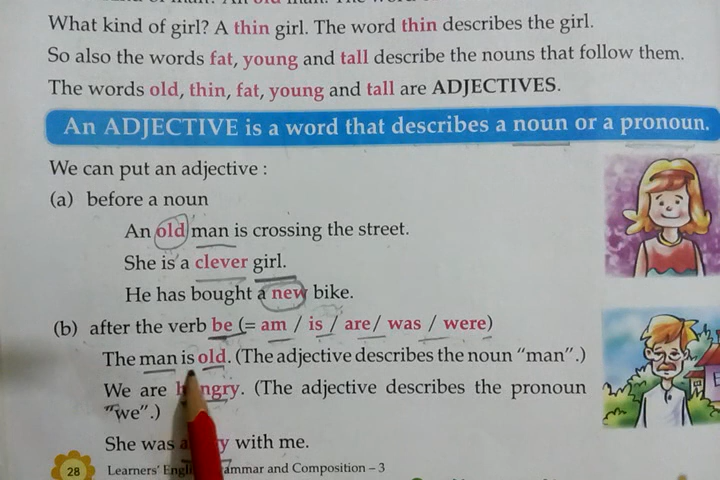 What kind of girl? A thin girl. The word thin describes the girl.
So also the words fat, young and tall describe the nouns that follow them.
The words old, thin, fat, young and tall are ADJECTIVES.
An ADJECTIVE is a word that describes a noun or a pronoun.
We can put an adjective :
(a) before a noun
An old man is crossing the street.
She is a clever girl.
He has bought a new bike.
(b) after the verb be (= am / is / are/ was / were)
The man is old. (The adjective describes the noun "man".)
We are hungry. (The adjective describes the pronoun
"we".)
She was with me.
28 Learners' English Grammar and Composition – 3